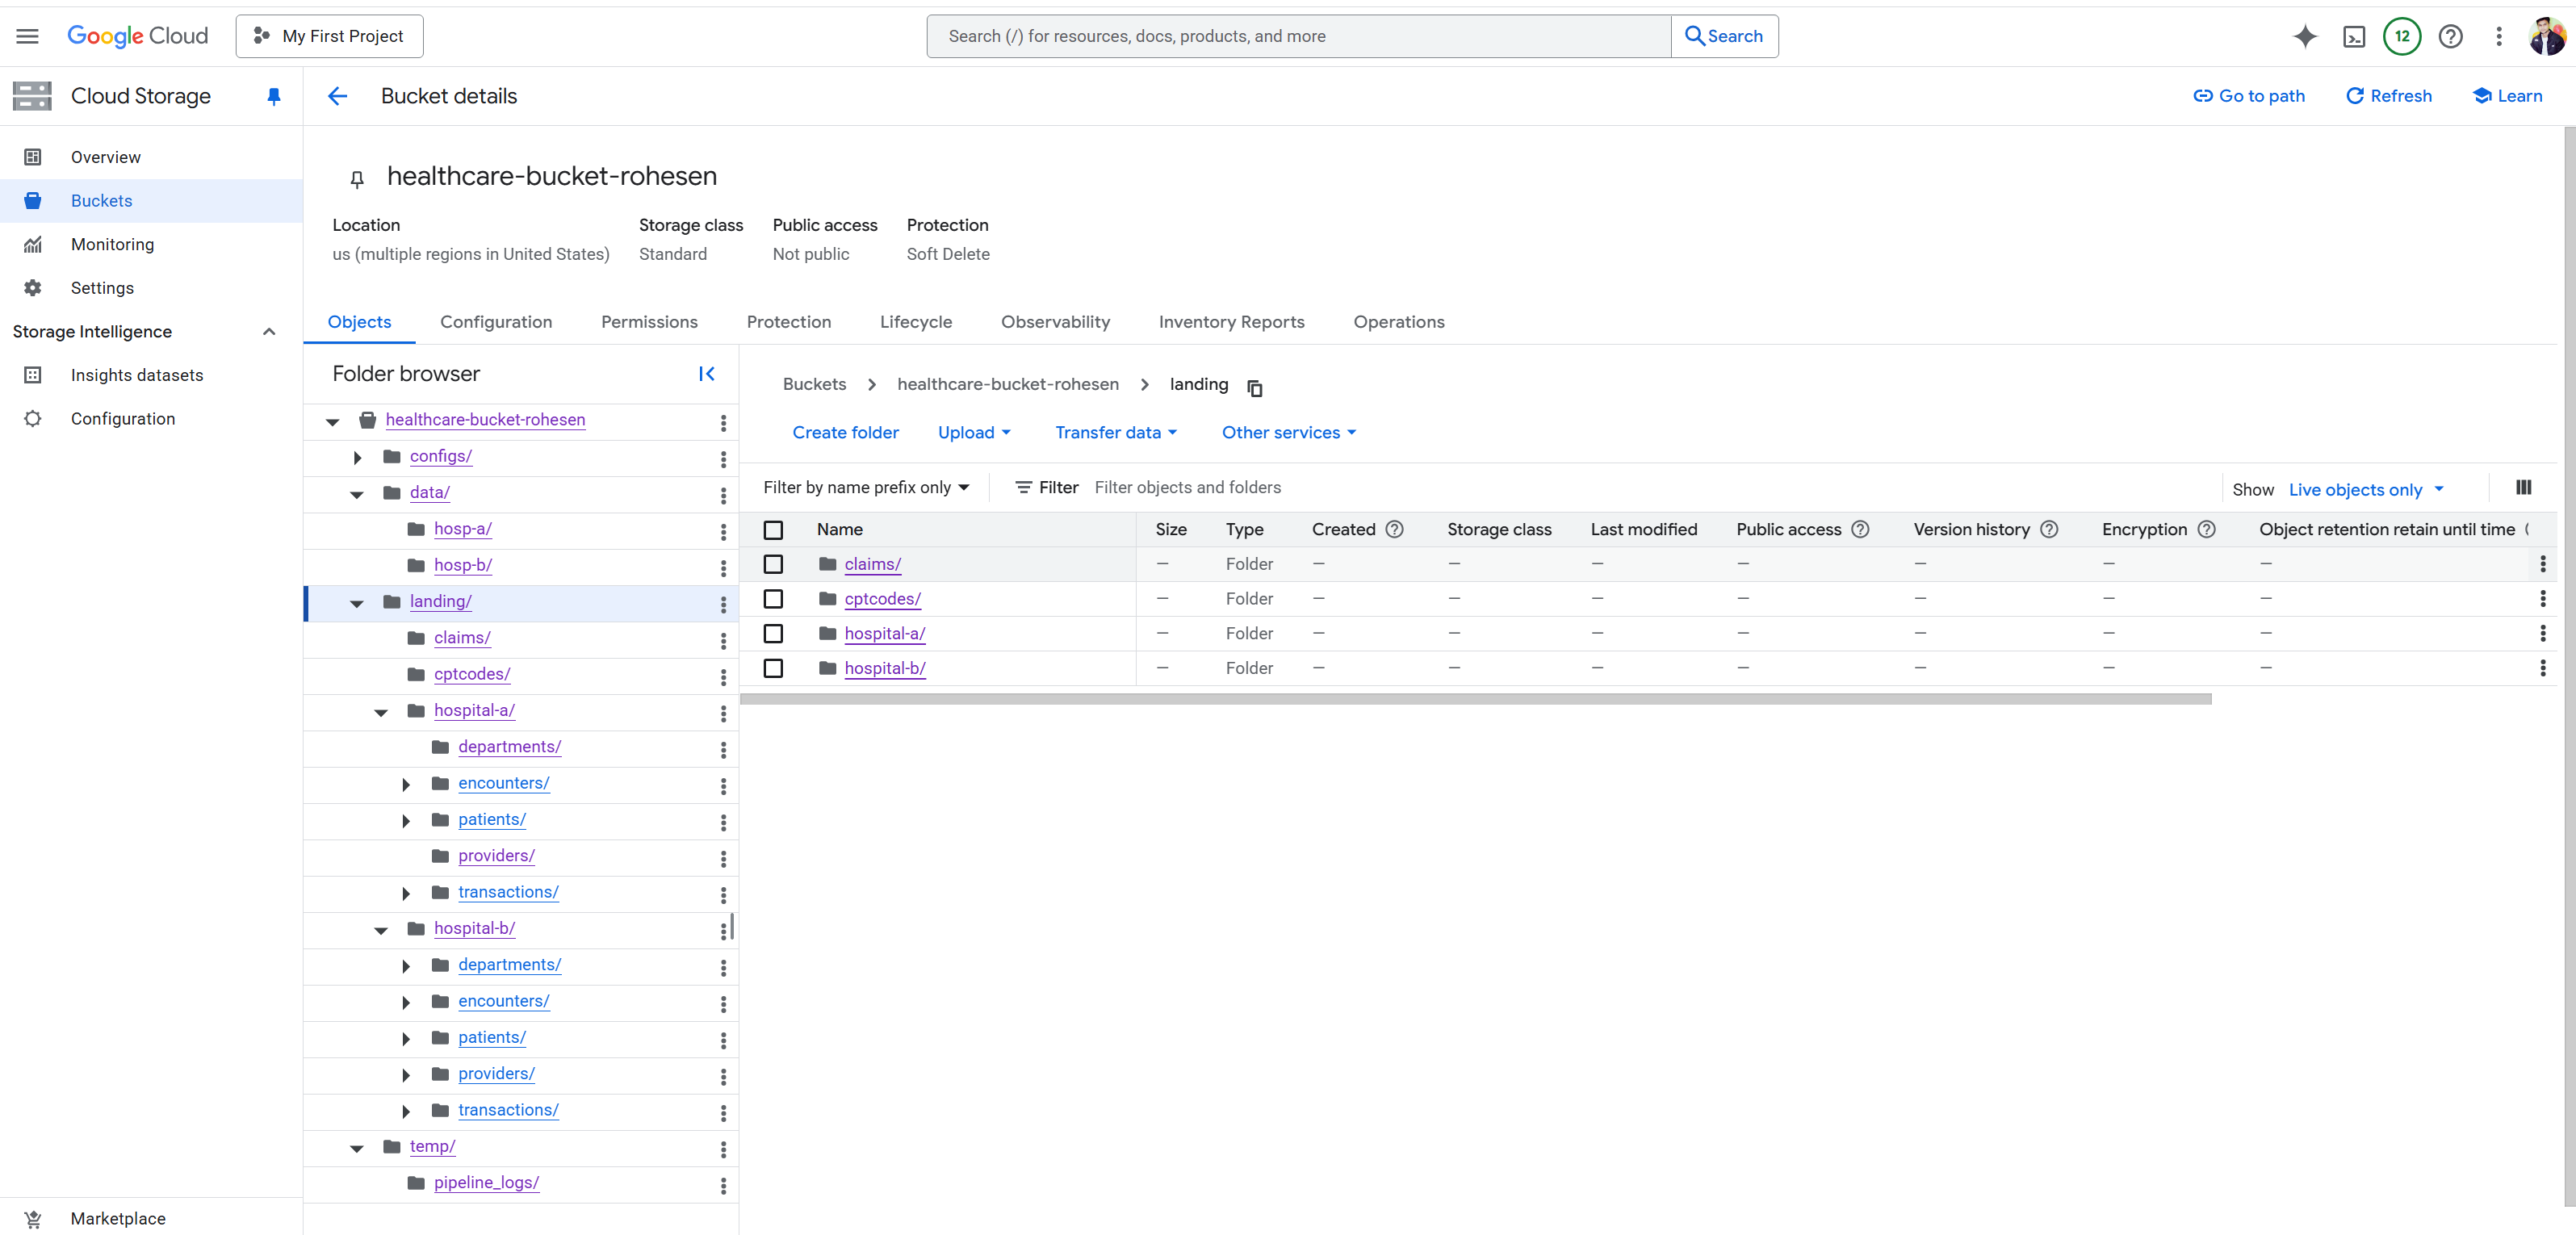 Google Cloud
My First Project
Search (/) for resources, docs, products, and more
Search
12
Cloud Storage
Bucket details
Go to path
Refresh
Learn
Overview
Buckets
Monitoring
Settings
Storage Intelligence
Insights datasets
Configuration
Marketplace
healthcare-bucket-rohesen
Location Storage class Public access Protection
us (multiple regions in United States) Standard Not public Soft Delete
Objects Configuration Permissions Protection Lifecycle Observability Inventory Reports Operations
Folder browser
healthcare-bucket-rohesen
configs/
data/
hosp-a/
hosp-b/
landing/
claims/
cptcodes/
hospital-a/
departments/
encounters/
patients/
providers/
transactions/
hospital-b/
departments/
encounters/
patients/
providers/
transactions/
temp/
pipeline_logs/
Buckets > healthcare-bucket-rohesen > landing
Create folder Upload Transfer data Other services
Filter by name prefix only Filter Filter objects and folders Show Live objects only
Name Size Type Created Storage class Last modified Public access Version history Encryption Object retention retain until time
claims/ — Folder — — — — — — —
cptcodes/ — Folder — — — — — — —
hospital-a/ — Folder — — — — — — —
hospital-b/ — Folder — — — — — — —